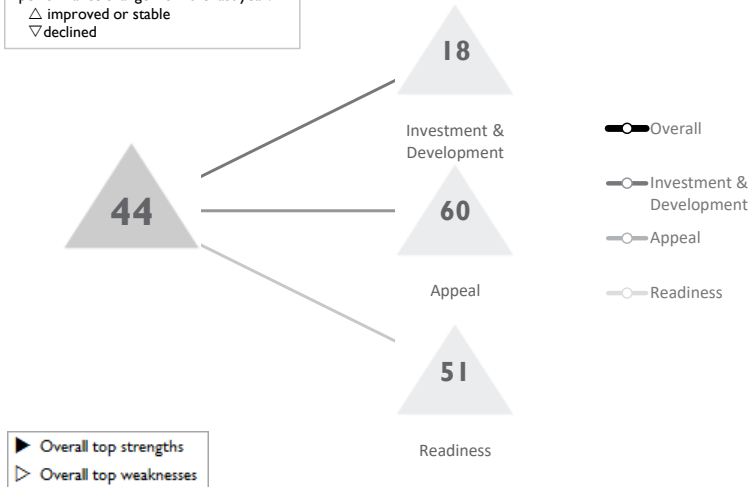 △ improved or stable
▽ declined
18
Investment &
Development
44
60
Appeal
51
Readiness
Overall
Investment &
Development
Appeal
Readiness
▶ Overall top strengths
▷ Overall top weaknesses